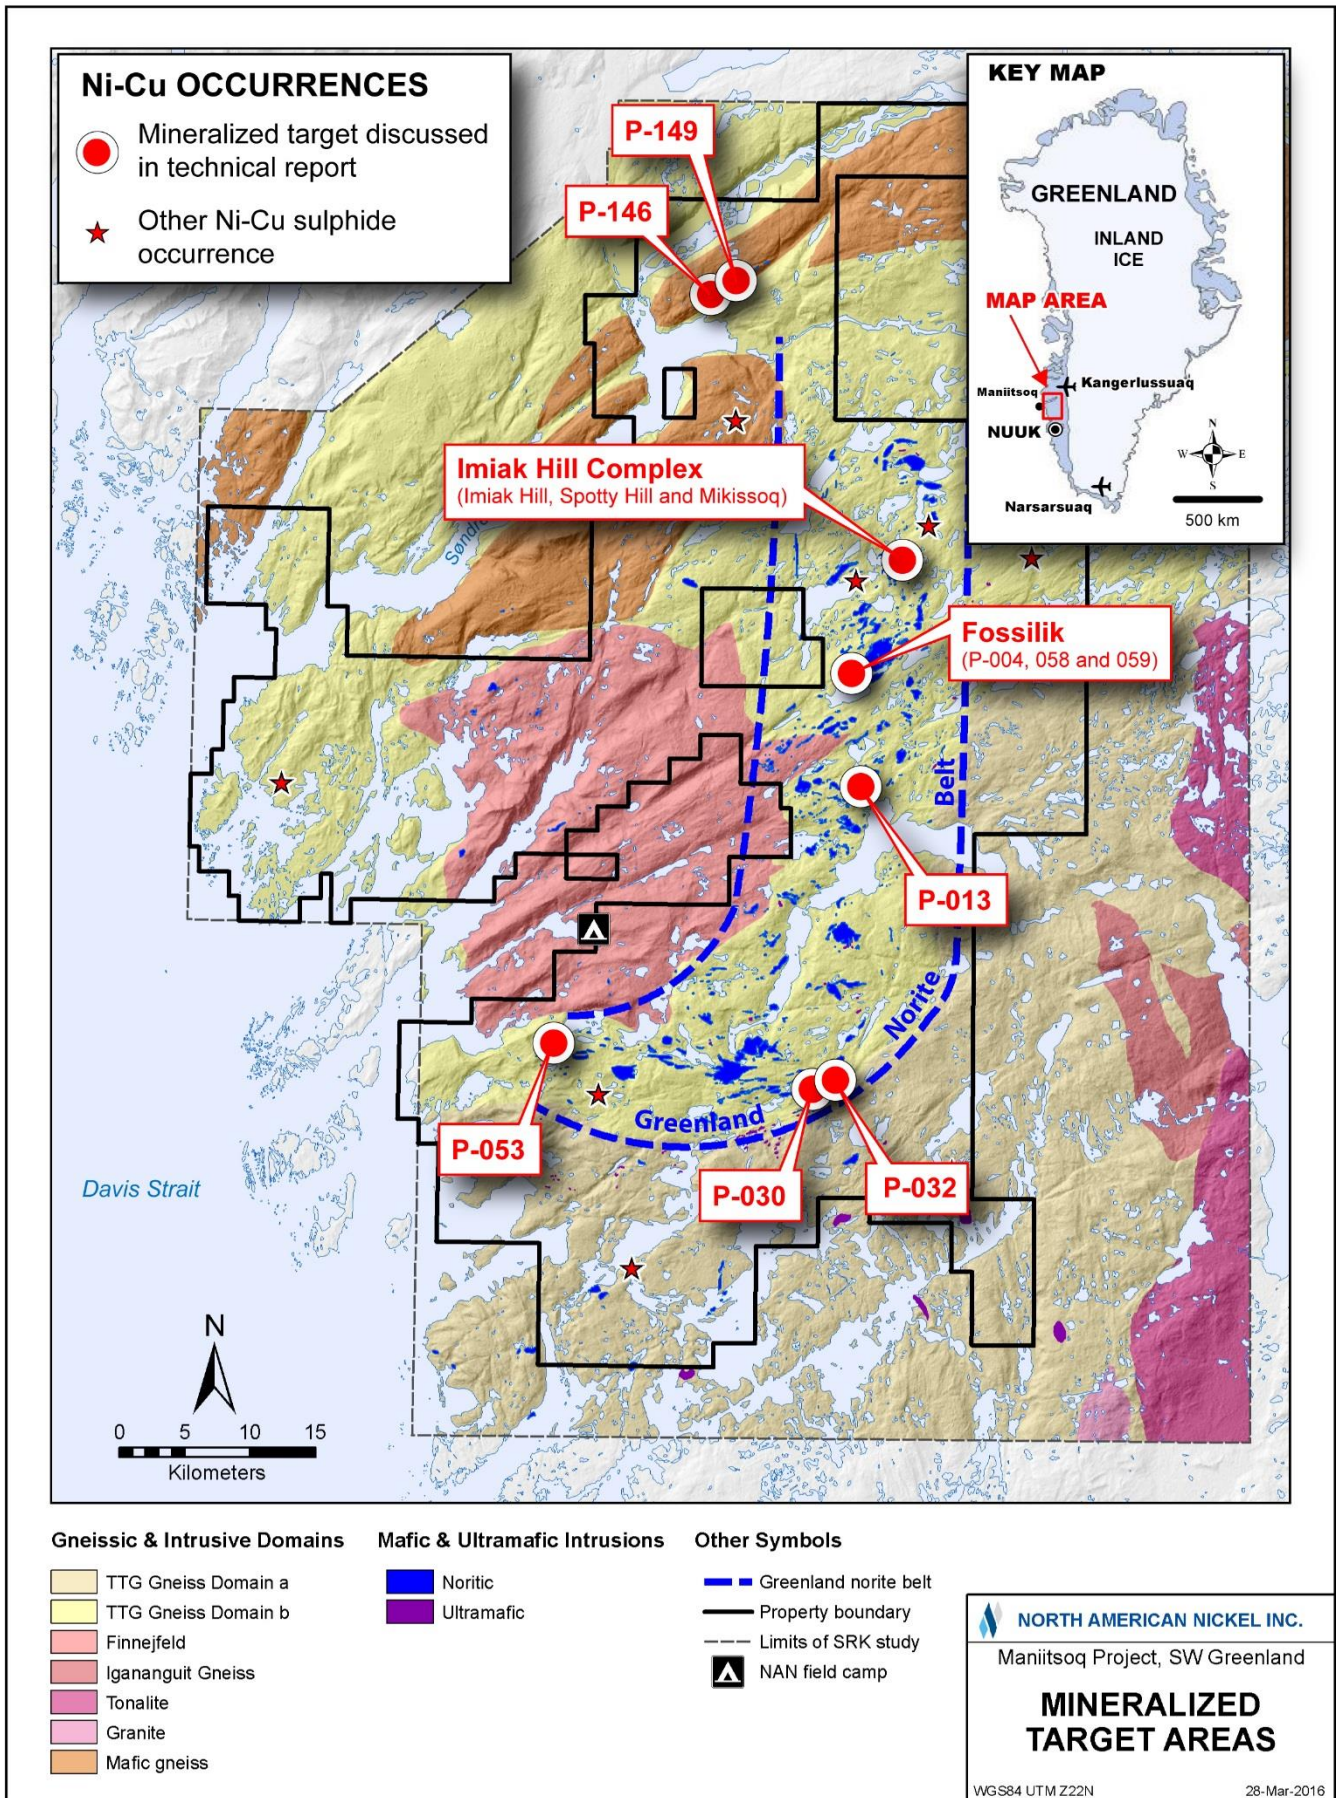 Ni-Cu OCCURRENCES
Mineralized target discussed
in technical report
Other Ni-Cu sulphide
occurrence
KEY MAP
GREENLAND
INLAND
ICE
MAP AREA
Kangerlussuaq
Maniitsoq
NUUK
Narsarsuaq
N
W
E
S
500 km
P-149
P-146
Imiak Hill Complex
(Imiak Hill, Spotty Hill and Mikissoq)
Fossilik
(P-004, 058 and 059)
Belt
P-013
Norite
Greenland
P-053
P-030
P-032
Davis Strait
N
0 5 10 15
Kilometers
Gneissic & Intrusive Domains
TTG Gneiss Domain a
TTG Gneiss Domain b
Finnejfeld
Igananguit Gneiss
Tonalite
Granite
Mafic gneiss
Mafic & Ultramafic Intrusions
Noritic
Ultramafic
Other Symbols
Greenland norite belt
Property boundary
Limits of SRK study
NAN field camp
NORTH AMERICAN NICKEL INC.
Maniitsoq Project, SW Greenland
MINERALIZED
TARGET AREAS
WGS84 UTM Z22N 28-Mar-2016